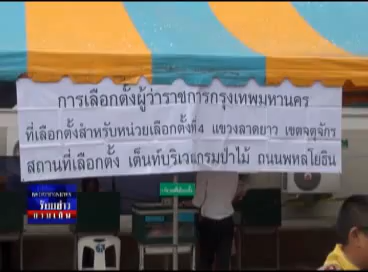 การเลือกตั้งผู้ว่าราชการกรุงเทพมหานคร
ที่เลือกตั้งสำหรับหน่วยเลือกตั้งที่4 แขวงลาดยาว เขตจตุจักร
สถานที่เลือกตั้ง เต็นท์บริเวณกรมป่าไม้ ถนนพหลโยธิน